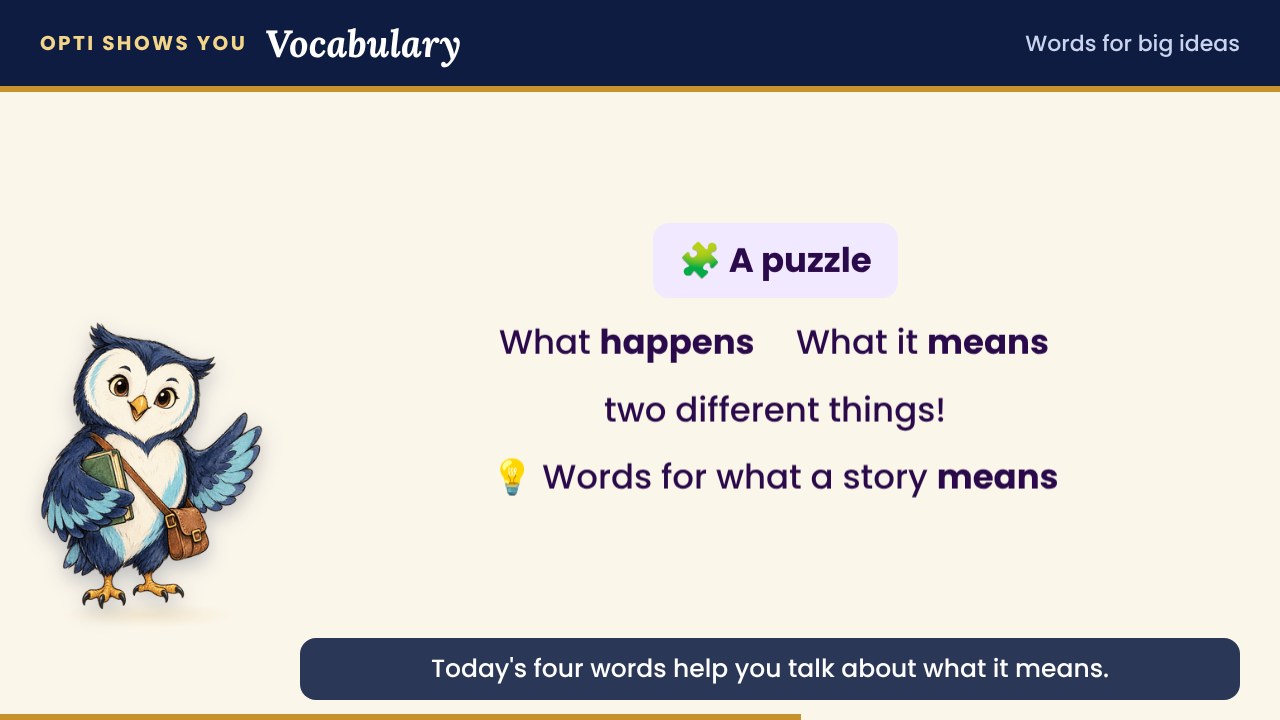 OPTI SHOWS YOU Vocabulary
Words for big ideas
A puzzle
What happens What it means
two different things!
Words for what a story means
Today's four words help you talk about what it means.